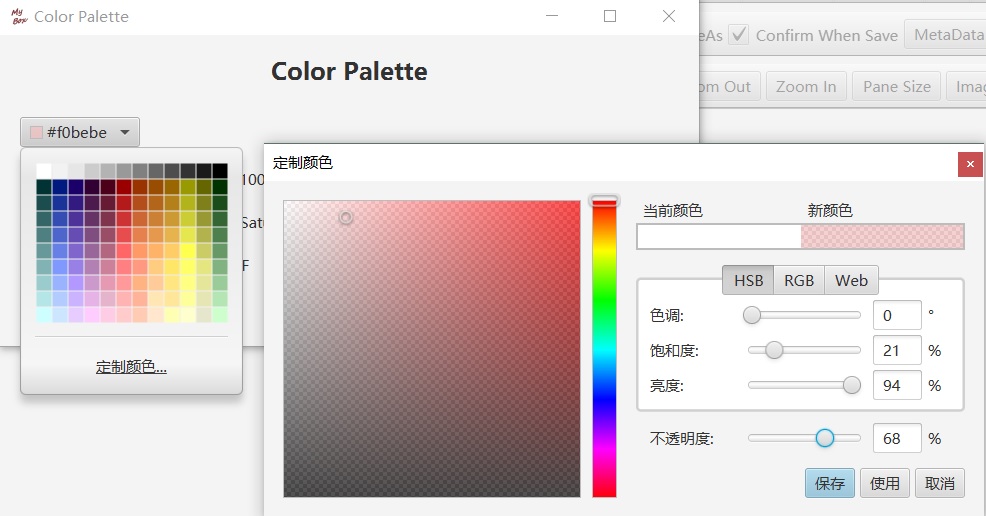 My Box
Color Palette
eAs
Confirm When Save
MetaData
om Out
Zoom In
Pane Size
Imag
Color Palette
#f0bebe
100
Satu
F
定制颜色...
定制颜色
当前颜色
新颜色
HSB
RGB
Web
色调:
0
°
饱和度:
21
%
亮度:
94
%
不透明度:
68
%
保存
使用
取消